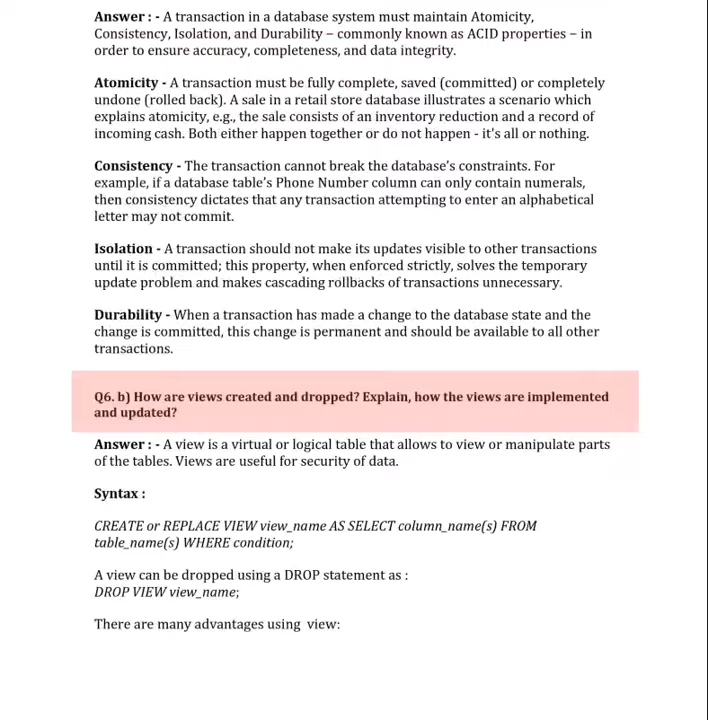 Answer : - A transaction in a database system must maintain Atomicity,
Consistency, Isolation, and Durability − commonly known as ACID properties − in
order to ensure accuracy, completeness, and data integrity.
Atomicity - A transaction must be fully complete, saved (committed) or completely
undone (rolled back). A sale in a retail store database illustrates a scenario which
explains atomicity, e.g., the sale consists of an inventory reduction and a record of
incoming cash. Both either happen together or do not happen - it's all or nothing.
Consistency - The transaction cannot break the database’s constraints. For
example, if a database table’s Phone Number column can only contain numerals,
then consistency dictates that any transaction attempting to enter an alphabetical
letter may not commit.
Isolation - A transaction should not make its updates visible to other transactions
until it is committed; this property, when enforced strictly, solves the temporary
update problem and makes cascading rollbacks of transactions unnecessary.
Durability - When a transaction has made a change to the database state and the
change is committed, this change is permanent and should be available to all other
transactions.
Q6. b) How are views created and dropped? Explain, how the views are implemented
and updated?
Answer : - A view is a virtual or logical table that allows to view or manipulate parts
of the tables. Views are useful for security of data.
Syntax :
CREATE or REPLACE VIEW view_name AS SELECT column_name(s) FROM
table_name(s) WHERE condition;
A view can be dropped using a DROP statement as :
DROP VIEW view_name;
There are many advantages using  view: